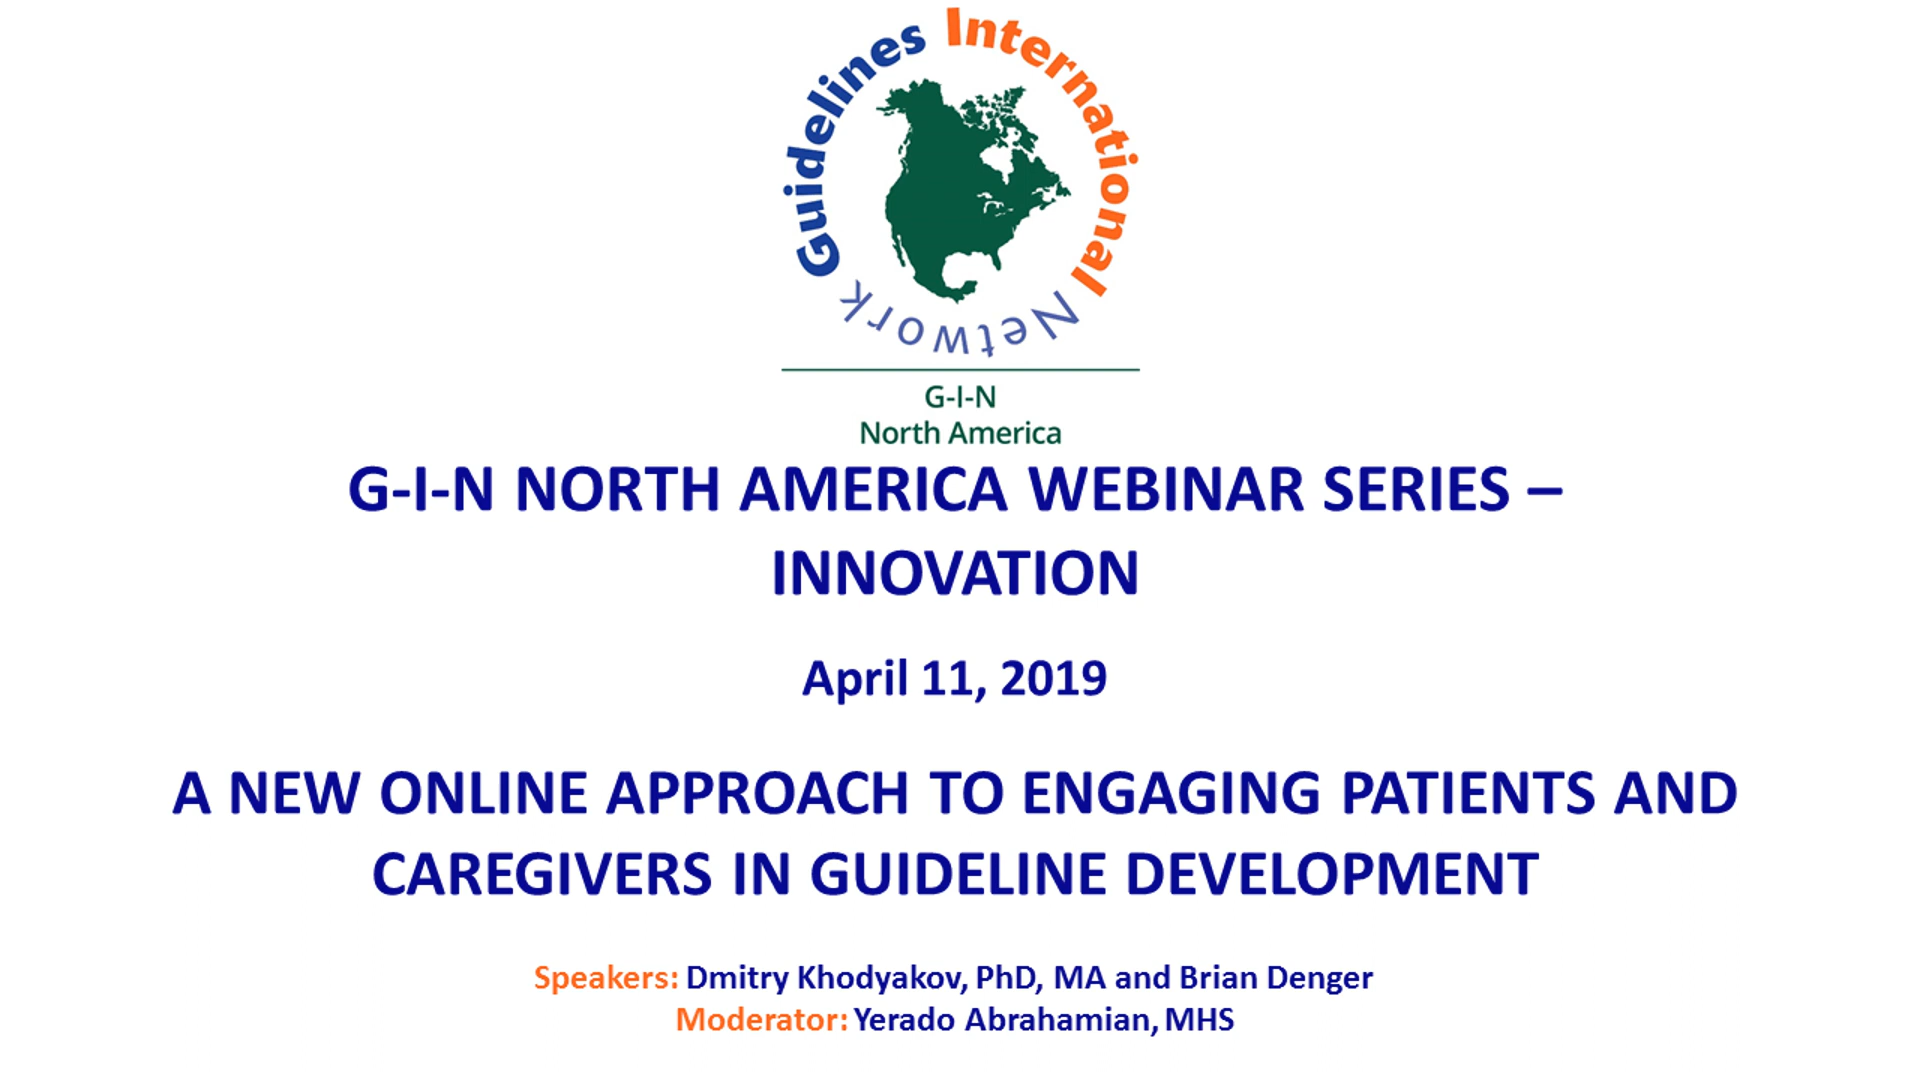 Guidelines International Network
G-I-N
North America
G-I-N NORTH AMERICA WEBINAR SERIES –
INNOVATION
April 11, 2019
A NEW ONLINE APPROACH TO ENGAGING PATIENTS AND
CAREGIVERS IN GUIDELINE DEVELOPMENT
Speakers: Dmitry Khodyakov, PhD, MA and Brian Denger
Moderator: Yerado Abrahamian, MHS